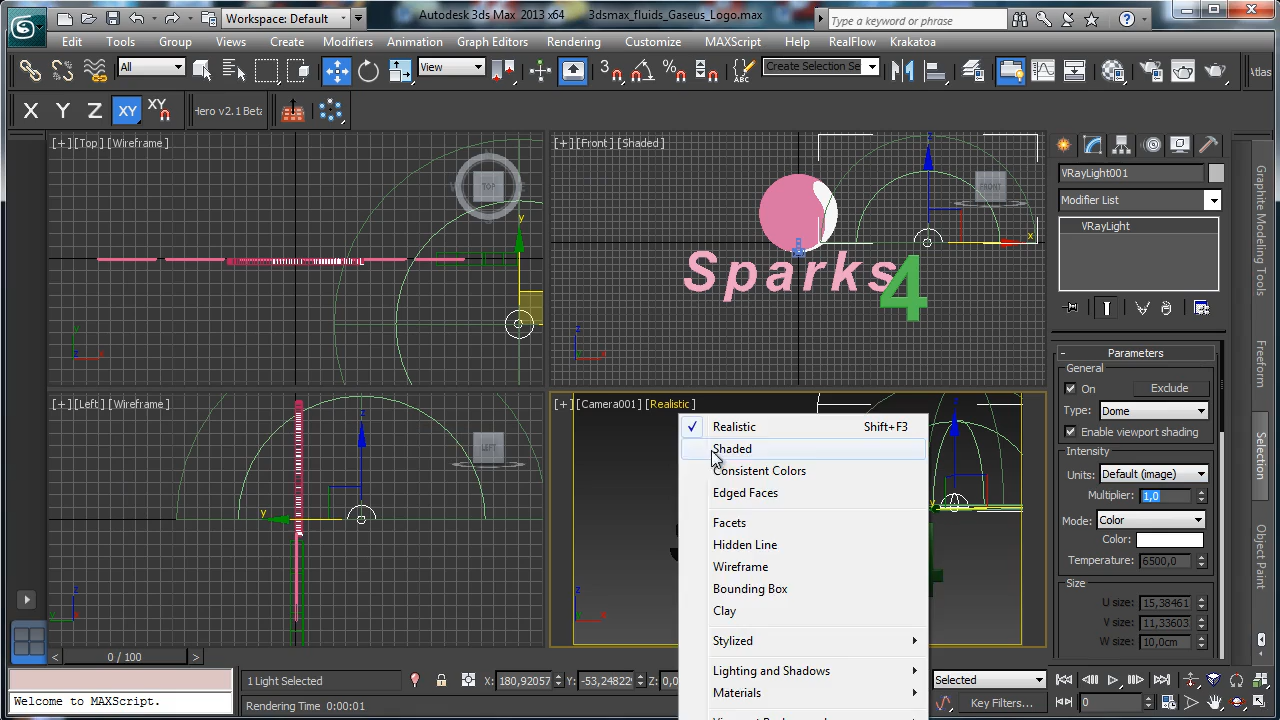 Workspace: Default
Autodesk 3ds Max 2013 x64
3dsmax_fluids_Gaseus_Logo.max
Type a keyword or phrase
Edit
Tools
Group
Views
Create
Modifiers
Animation
Graph Editors
Rendering
Customize
MAXScript
Help
RealFlow
Krakatoa
All
View
Create Selection Se
Atlas
X
Y
Z
XY
XY
Hero v2.1 Beta
[+][Top][Wireframe]
TOP
y
[+][Front][Shaded]
FRONT
z
x
Sparks
4
z
x
y
x
z
[+][Left][Wireframe]
LEFT
z
y
z
y
[+][Camera001][Realistic]
z
x
y
z
Realistic Shift+F3
Shaded
Consistent Colors
Edged Faces
Facets
Hidden Line
Wireframe
Bounding Box
Clay
Stylized
Lighting and Shadows
Materials
VRayLight001
Modifier List
VRayLight
Parameters
General
On
Exclude
Type: Dome
Enable viewport shading
Intensity
Units: Default (image)
Multiplier: 1,0
Mode: Color
Color:
Temperature: 6500,0
Size
U size: 15,38461
V size: 11,33603
W size: 10,0cm
Graphite Modeling Tools
Freeform
Selection
Object Paint
0 / 100
Welcome to MAXScript.
1 Light Selected
Rendering Time 0:00:01
X: 180,92057
Y: -53,24822
Z: 0,0
Selected
Key Filters...
0